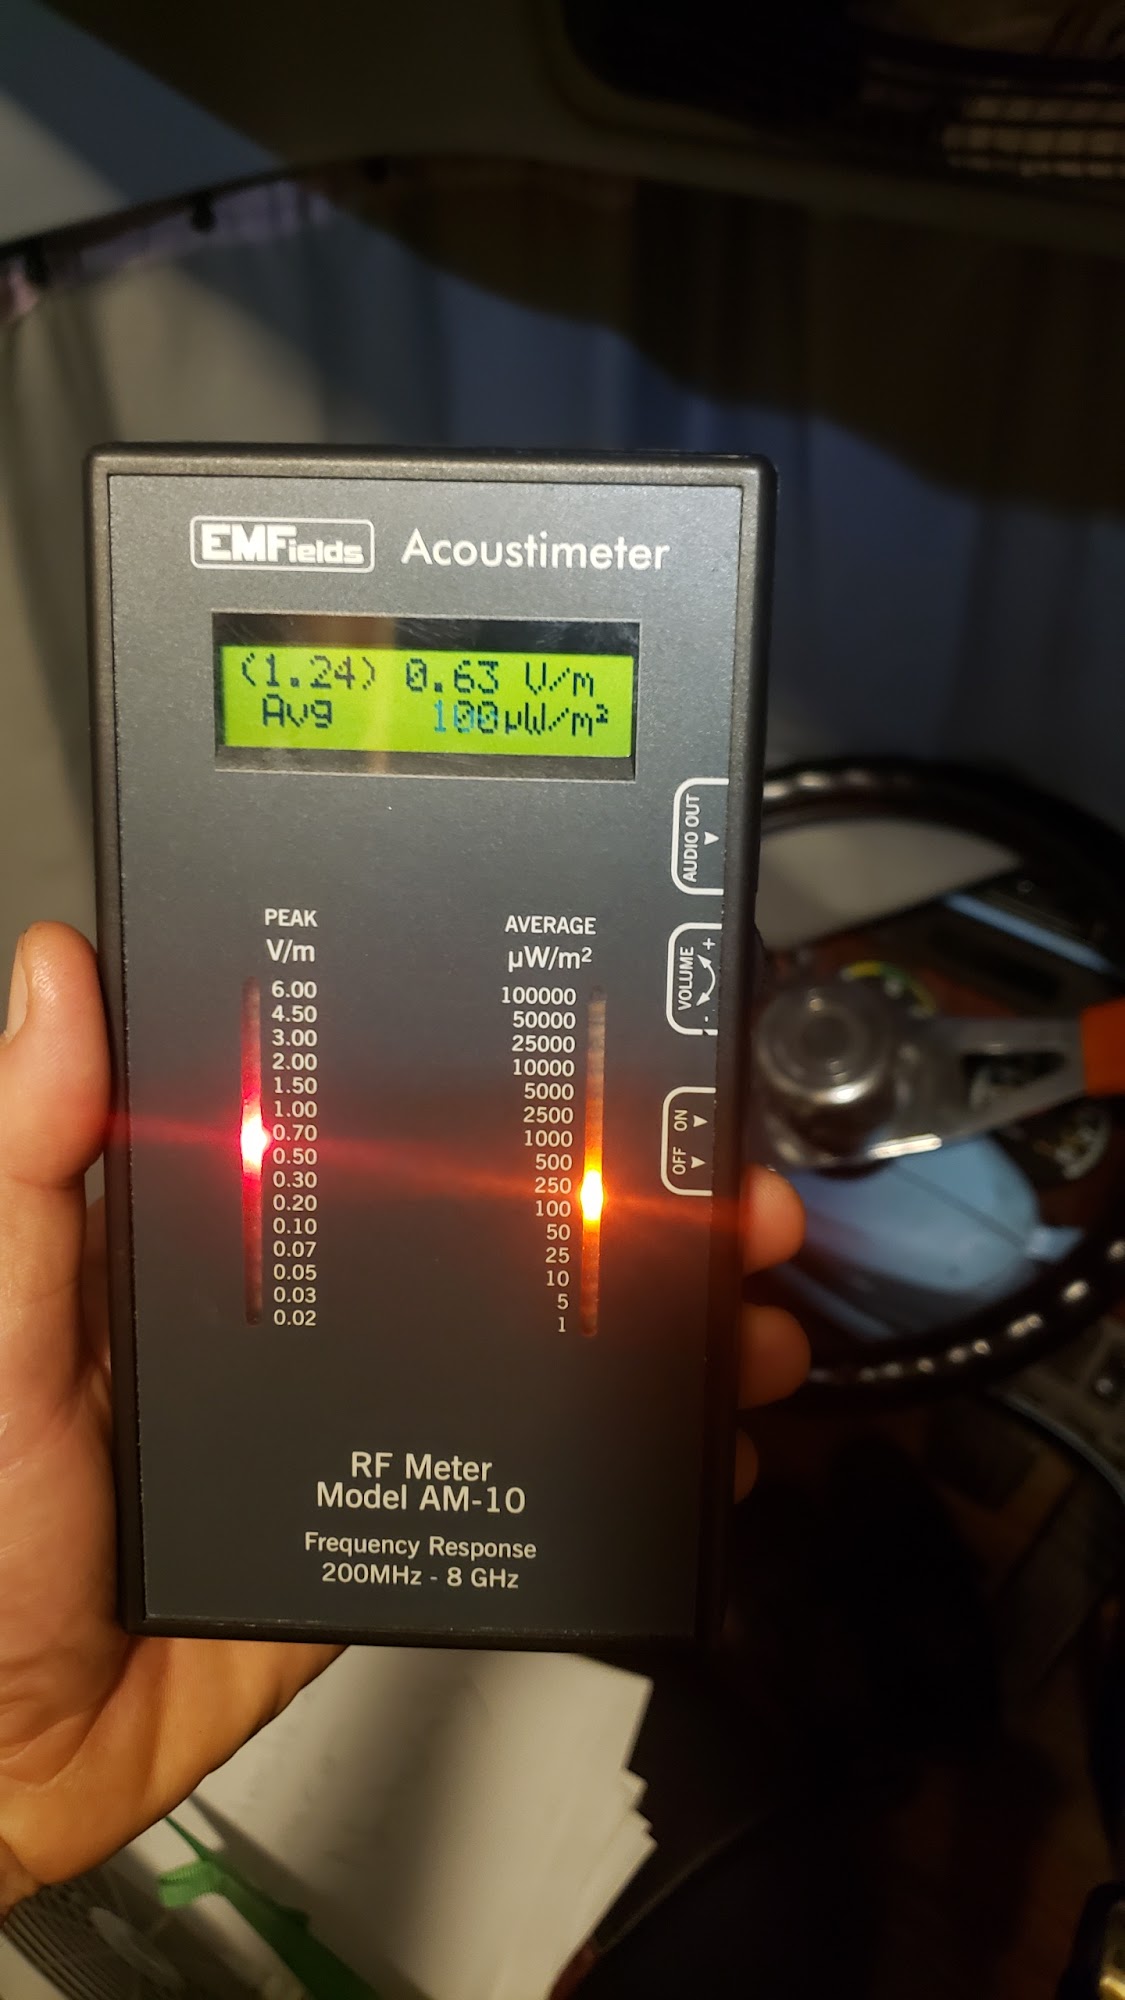 EMFields Acoustimeter
(1.24) 0.63 V/m
Avg 100µW/m²
AUDIO OUT
VOLUME
- +
OFF ON
PEAK
V/m
6.00
4.50
3.00
2.00
1.50
1.00
0.70
0.50
0.30
0.20
0.10
0.07
0.05
0.03
0.02
AVERAGE
µW/m²
100000
50000
25000
10000
5000
2500
1000
500
250
100
50
25
10
5
1
RF Meter
Model AM-10
Frequency Response
200MHz - 8 GHz